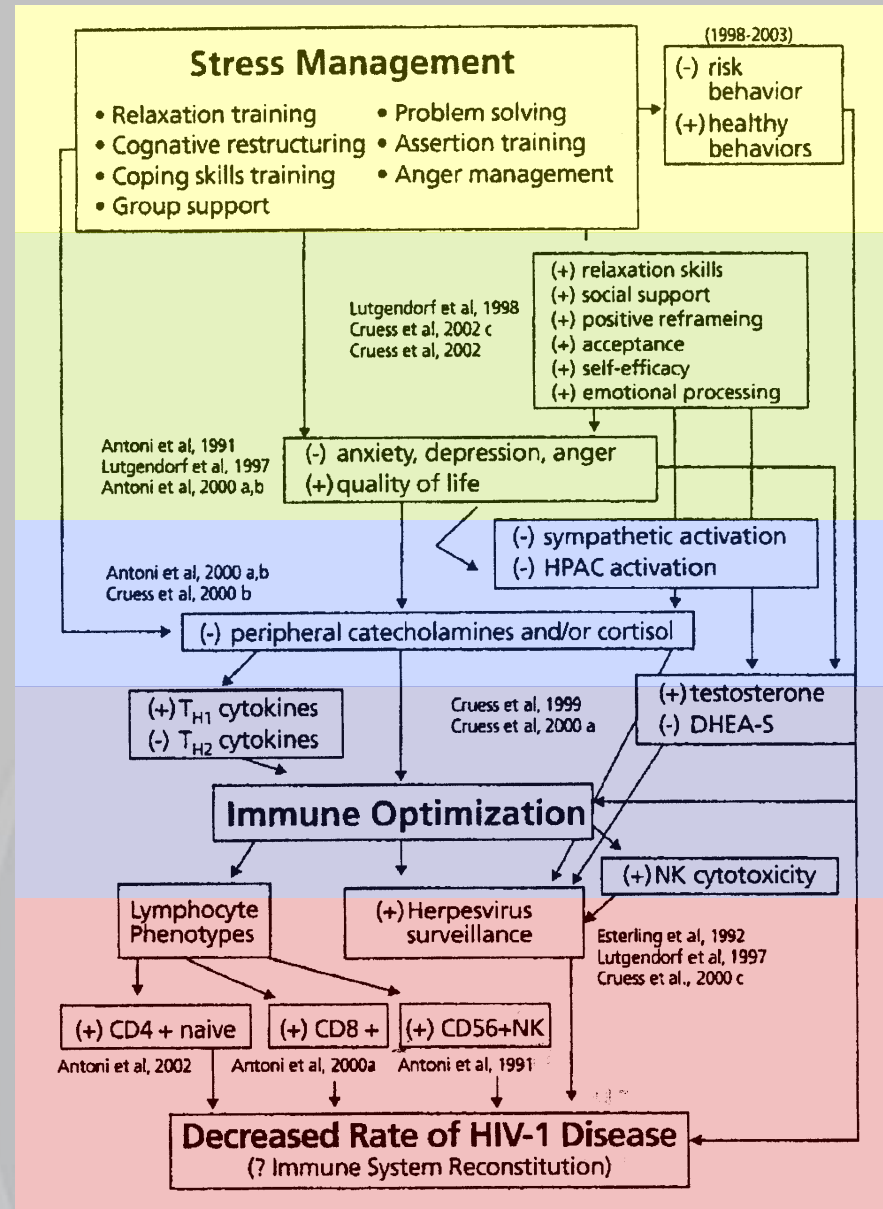 (1998-2003)
Stress Management
• Relaxation training
• Cognative restructuring
• Coping skills training
• Group support
• Problem solving
• Assertion training
• Anger management
(-) risk
behavior
(+) healthy
behaviors
(+) relaxation skills
(+) social support
(+) positive reframeing
(+) acceptance
(+) self-efficacy
(+) emotional processing
Lutgendorf et al, 1998
Cruess et al, 2002 c
Cruess et al, 2002
Antoni et al, 1991
Lutgendorf et al, 1997
Antoni et al, 2000 a,b
(-) anxiety, depression, anger
(+) quality of life
(-) sympathetic activation
(-) HPAC activation
Antoni et al, 2000 a,b
Cruess et al, 2000 b
(-) peripheral catecholamines and/or cortisol
(+) TH1 cytokines
(-) TH2 cytokines
Cruess et al, 1999
Cruess et al, 2000 a
(+) testosterone
(-) DHEA-S
Immune Optimization
(+) NK cytotoxicity
Lymphocyte
Phenotypes
(+) Herpesvirus
surveillance
Esterling et al, 1992
Lutgendorf et al, 1997
Cruess et al., 2000 c
(+) CD4 + naive
(+) CD8 +
(+) CD56+NK
Antoni et al, 2002
Antoni et al, 2000a
Antoni et al, 1991
Decreased Rate of HIV-1 Disease
(? Immune System Reconstitution)